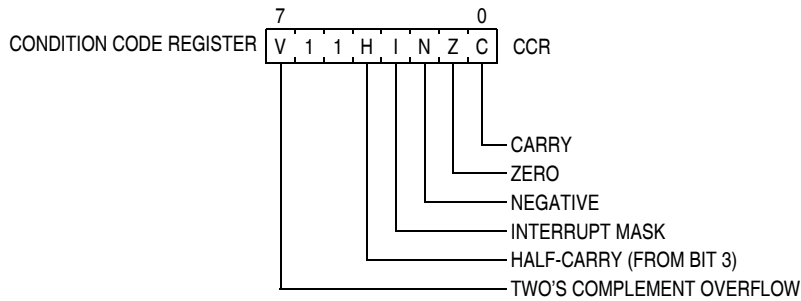 7 0
CONDITION CODE REGISTER V 1 1 H I N Z C CCR
CARRY
ZERO
NEGATIVE
INTERRUPT MASK
HALF-CARRY (FROM BIT 3)
TWO'S COMPLEMENT OVERFLOW